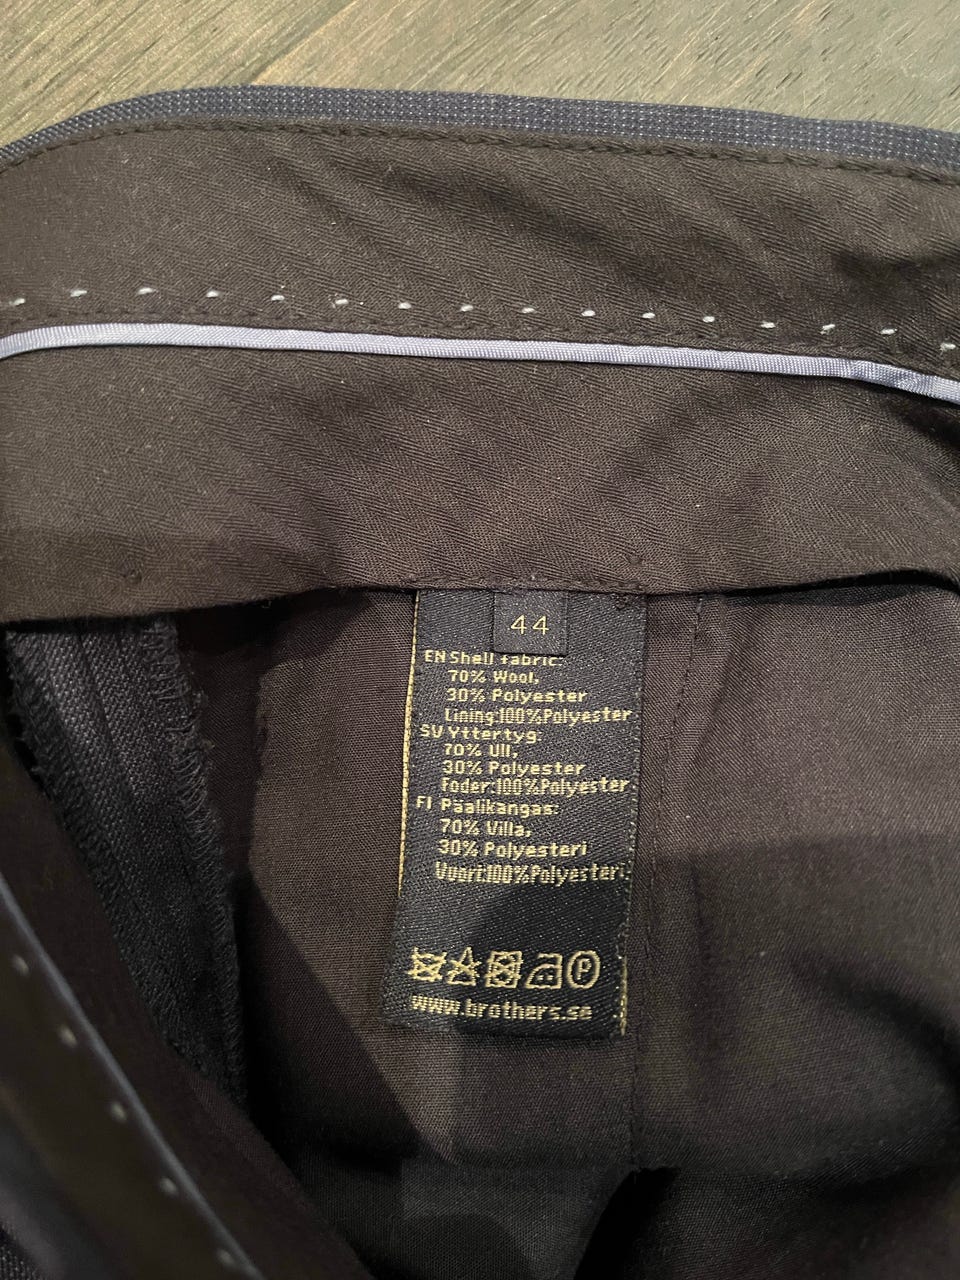 44
EN Shell fabric:
70% Wool,
30% Polyester
Lining:100%Polyester
SV Yttertyg:
70% Ull,
30% Polyester
Foder:100%Polyester
FI Päälikangas:
70% Villa,
30% Polyesteri
Vuori:100%Polyesteri
P
www.brothers.se